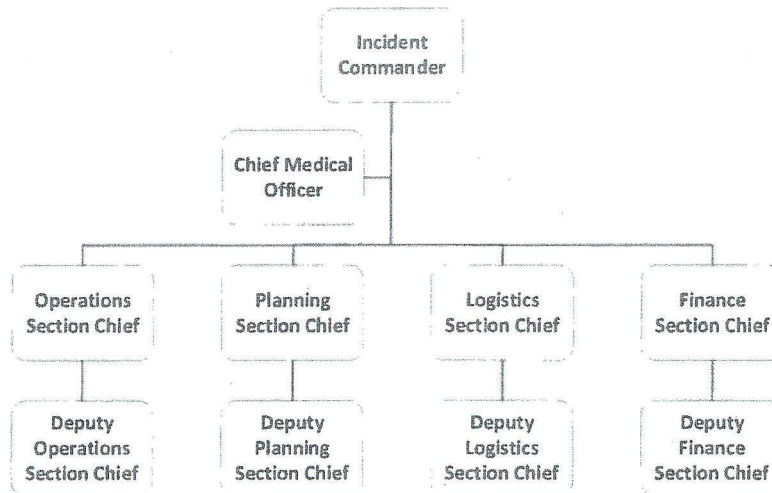 Incident
Commander
Chief Medical
Officer
Operations
Section Chief
Planning
Section Chief
Logistics
Section Chief
Finance
Section Chief
Deputy
Operations
Section Chief
Deputy
Planning
Section Chief
Deputy
Logistics
Section Chief
Deputy
Finance
Section Chief